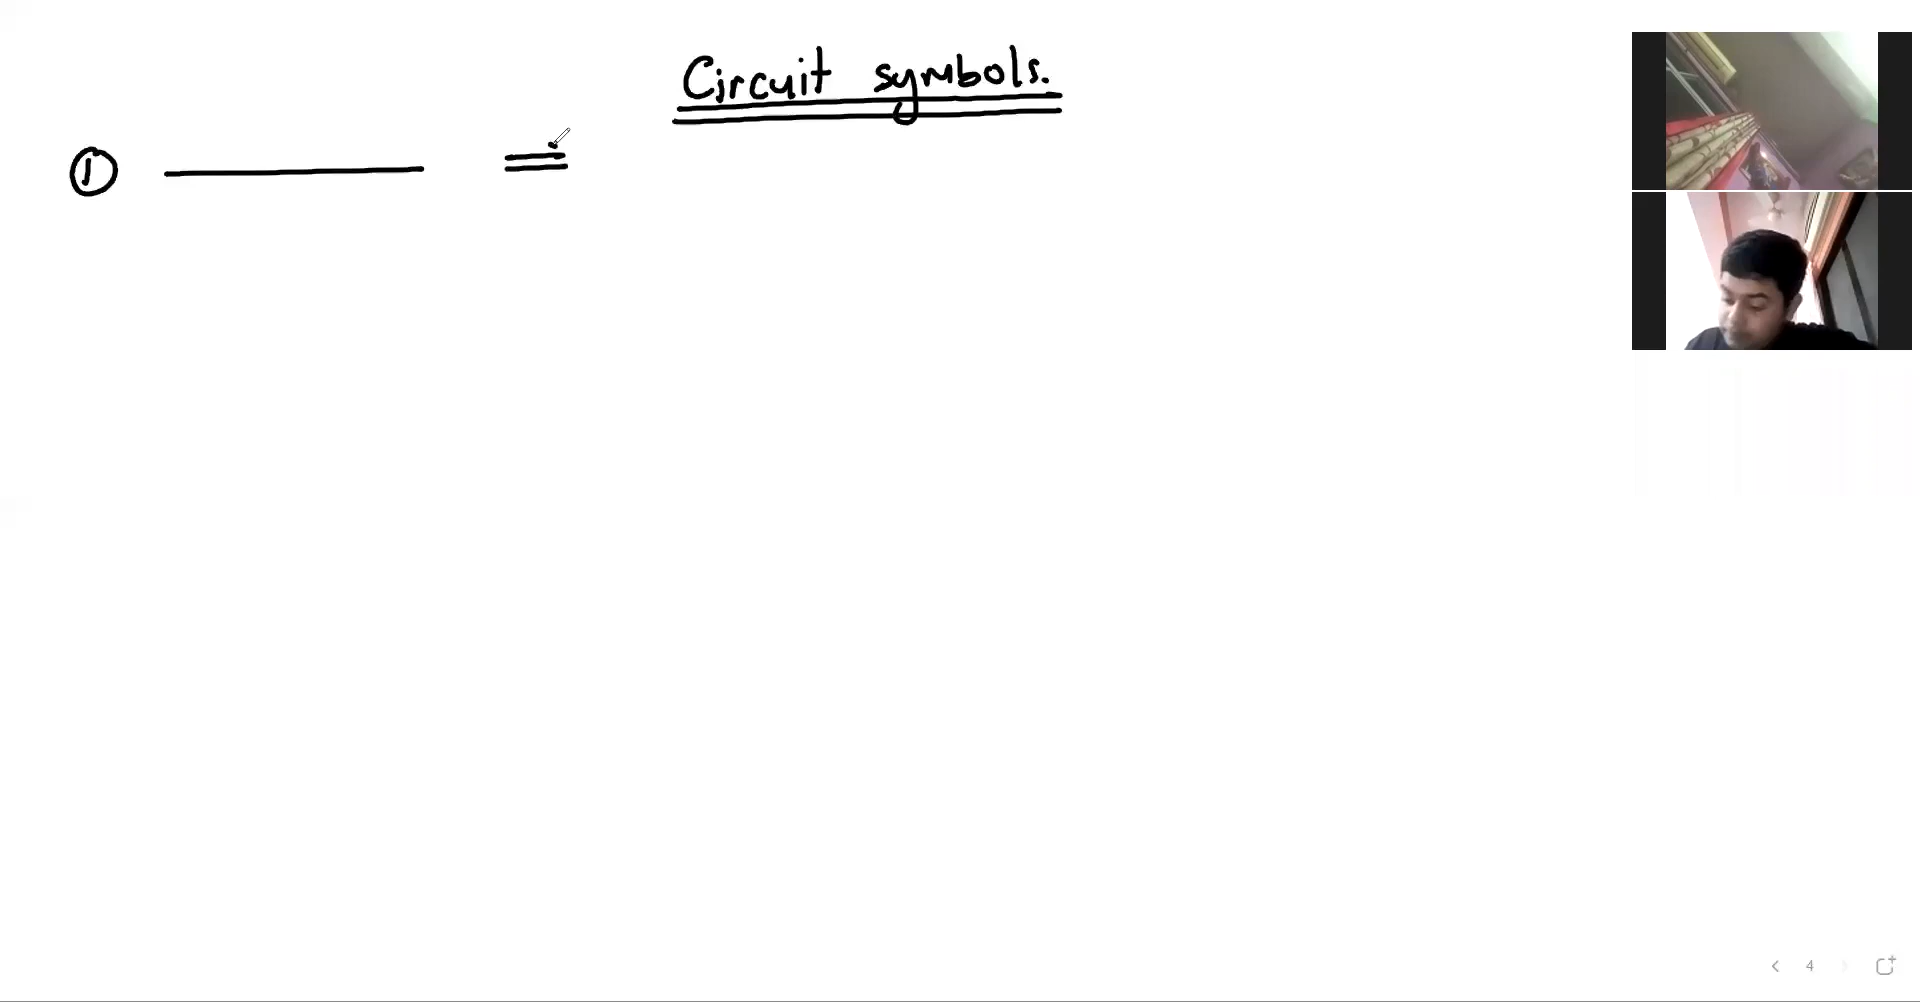 Circuit symbols.
① =
4